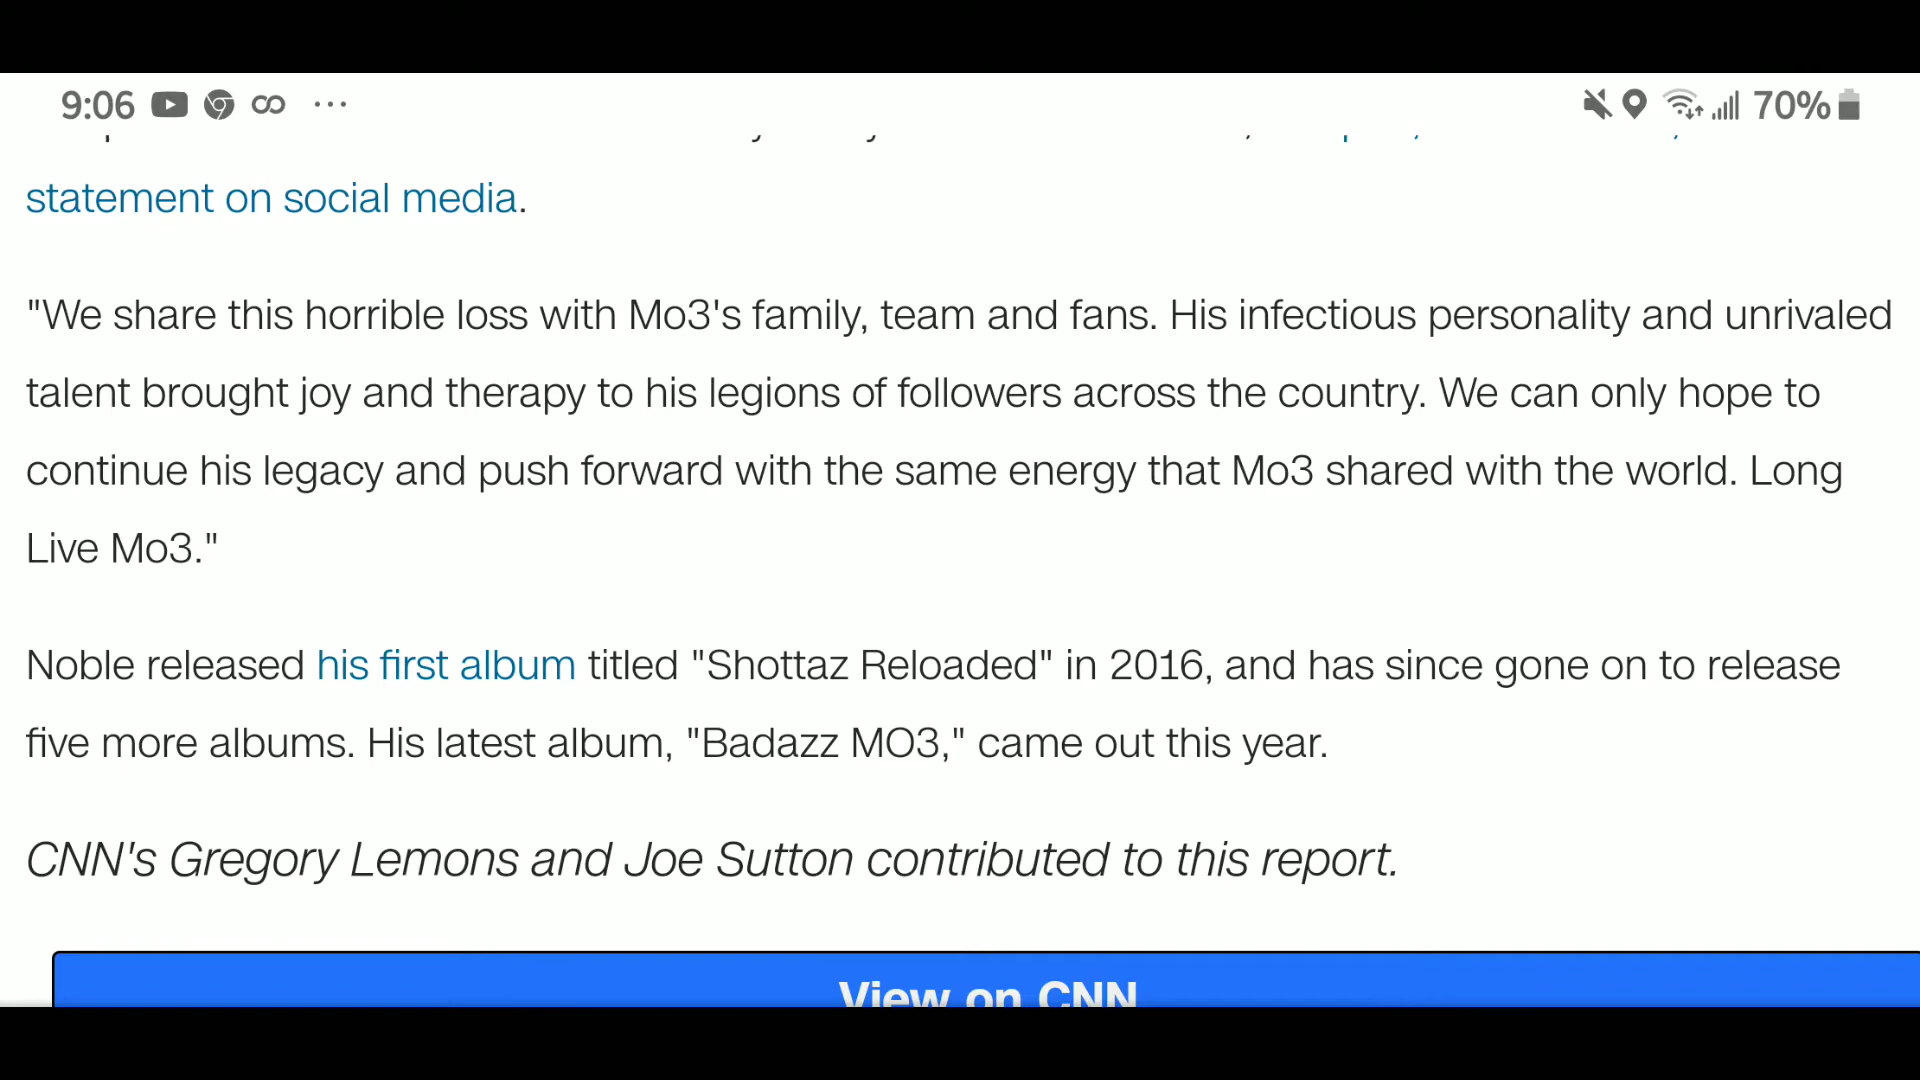 9:06 70%
statement on social media.
"We share this horrible loss with Mo3's family, team and fans. His infectious personality and unrivaled
talent brought joy and therapy to his legions of followers across the country. We can only hope to
continue his legacy and push forward with the same energy that Mo3 shared with the world. Long
Live Mo3."
Noble released his first album titled "Shottaz Reloaded" in 2016, and has since gone on to release
five more albums. His latest album, "Badazz MO3," came out this year.
CNN's Gregory Lemons and Joe Sutton contributed to this report.
View on CNN